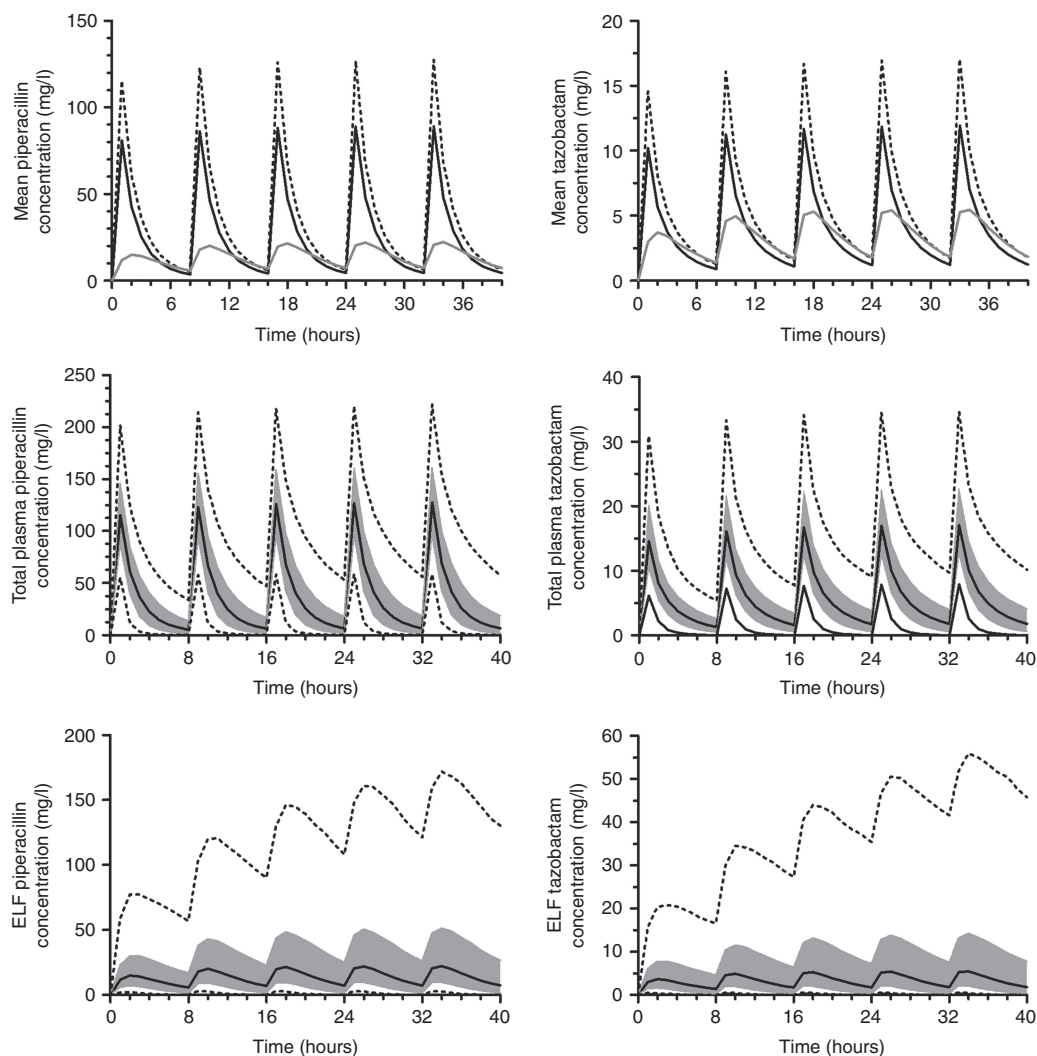 Mean piperacillin
concentration (mg/l)
150
100
50
0
0 6 12 18 24 30 36
Time (hours)
Mean tazobactam
concentration (mg/l)
20
15
10
5
0
0 6 12 18 24 30 36
Time (hours)
Total plasma piperacillin
concentration (mg/l)
250
200
150
100
50
0
0 8 16 24 32 40
Time (hours)
Total plasma tazobactam
concentration (mg/l)
40
30
20
10
0
0 8 16 24 32 40
Time (hours)
ELF piperacillin
concentration (mg/l)
200
150
100
50
0
0 8 16 24 32 40
Time (hours)
ELF tazobactam
concentration (mg/l)
60
50
40
30
20
10
0
0 8 16 24 32 40
Time (hours)